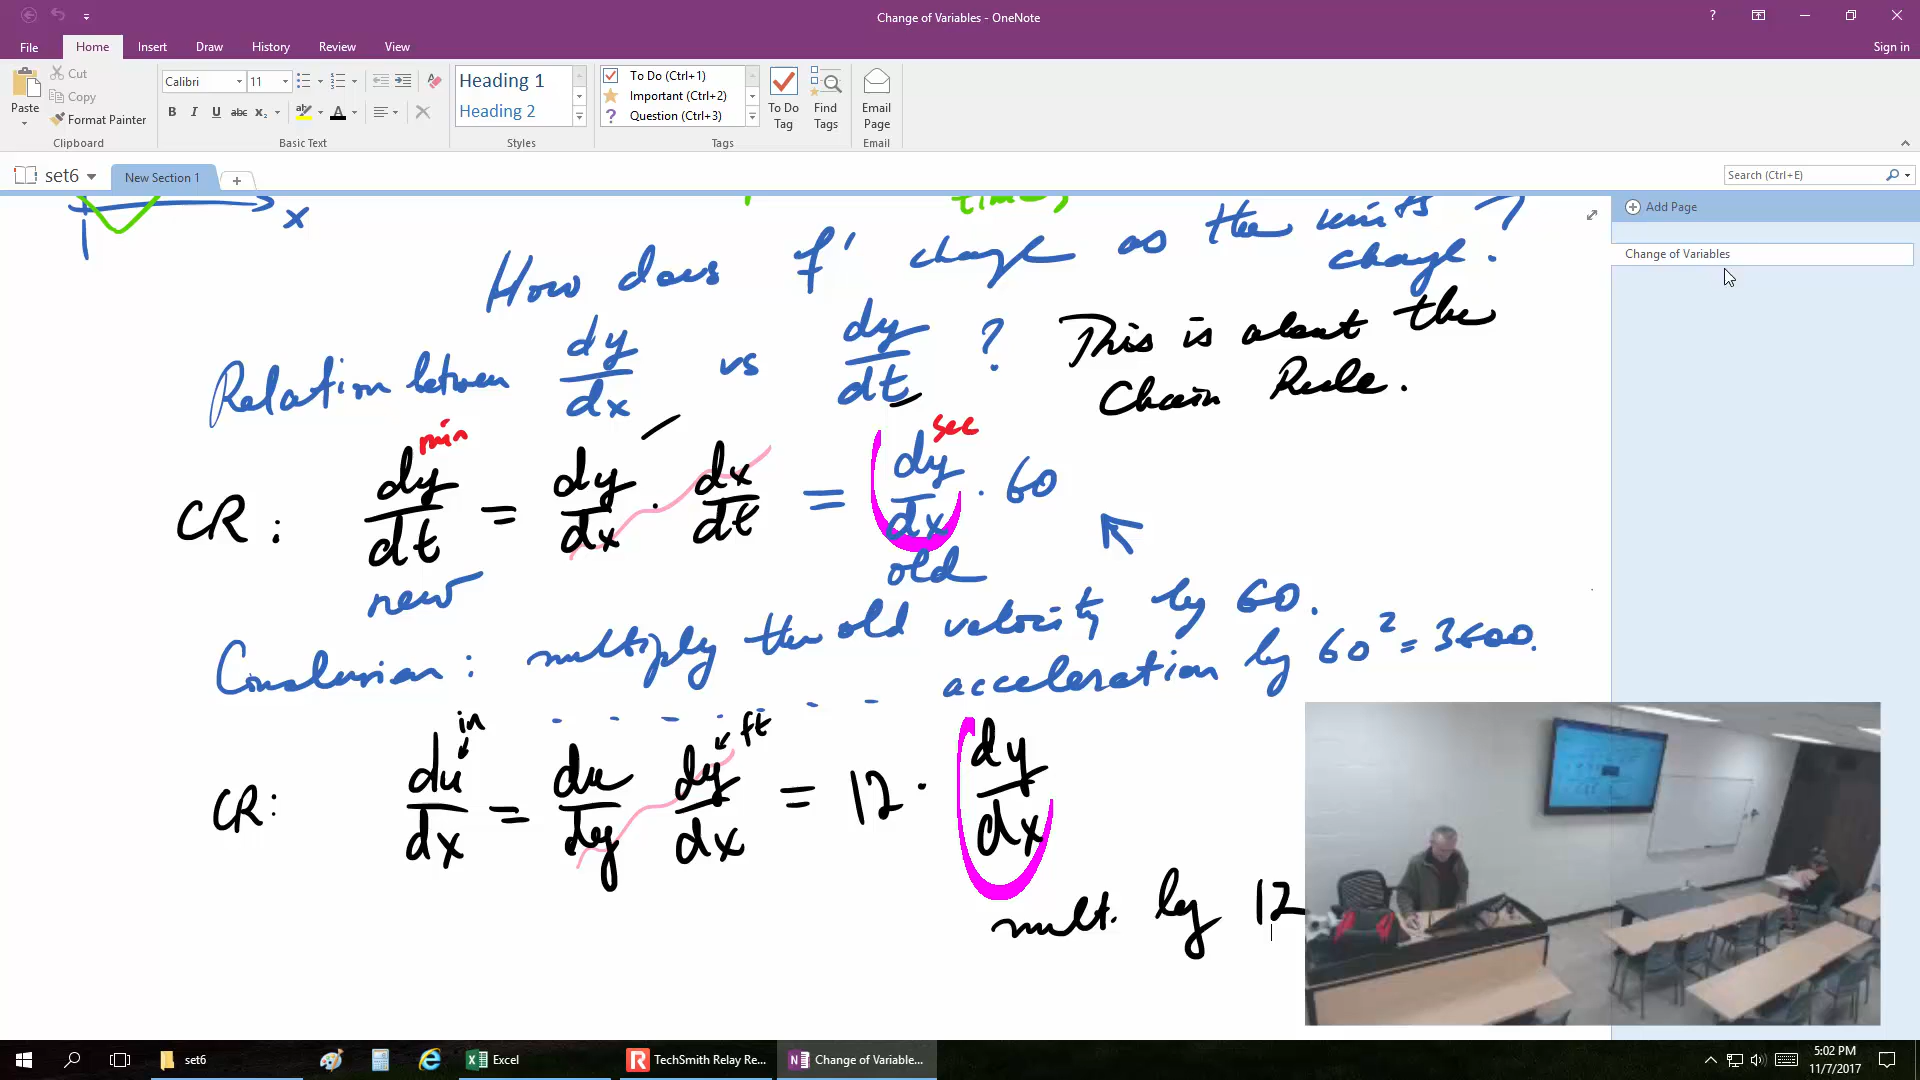 Change of Variables - OneNote
File Home Insert Draw History Review View
Sign in
Paste
Cut
Copy
Format Painter
Clipboard
Calibri 11
B I U abc x₂
A
Basic Text
Heading 1
Heading 2
Styles
To Do (Ctrl+1)
Important (Ctrl+2)
Question (Ctrl+3)
To Do Tag
Find Tags
Tags
Email Page
Email
set6
New Section 1
Search (Ctrl+E)
Add Page
Change of Variables
x
time,
How does f' change as the units change. ?
Relation between dy/dx vs dy/dt ?
This is about the
Chain Rule.
min
sec
CR: dy/dt = dy/dx · dx/dt = dy/dx · 60
new
old
Conclusion: multiply the old velocity by 60.
acceleration by 60² = 3600.
in
ft
CR: du/dx = du/dy dy/dx = 12 · dy/dx
mult. by 12
set6
Excel
TechSmith Relay Re...
Change of Variable...
5:02 PM
11/7/2017